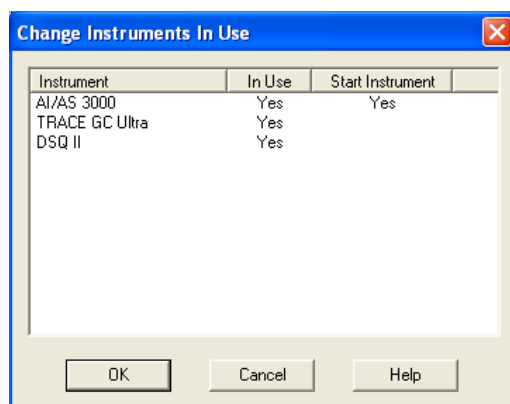 Change Instruments In Use
Instrument In Use Start Instrument
AI/AS 3000 Yes Yes
TRACE GC Ultra Yes
DSQ II Yes
OK Cancel Help